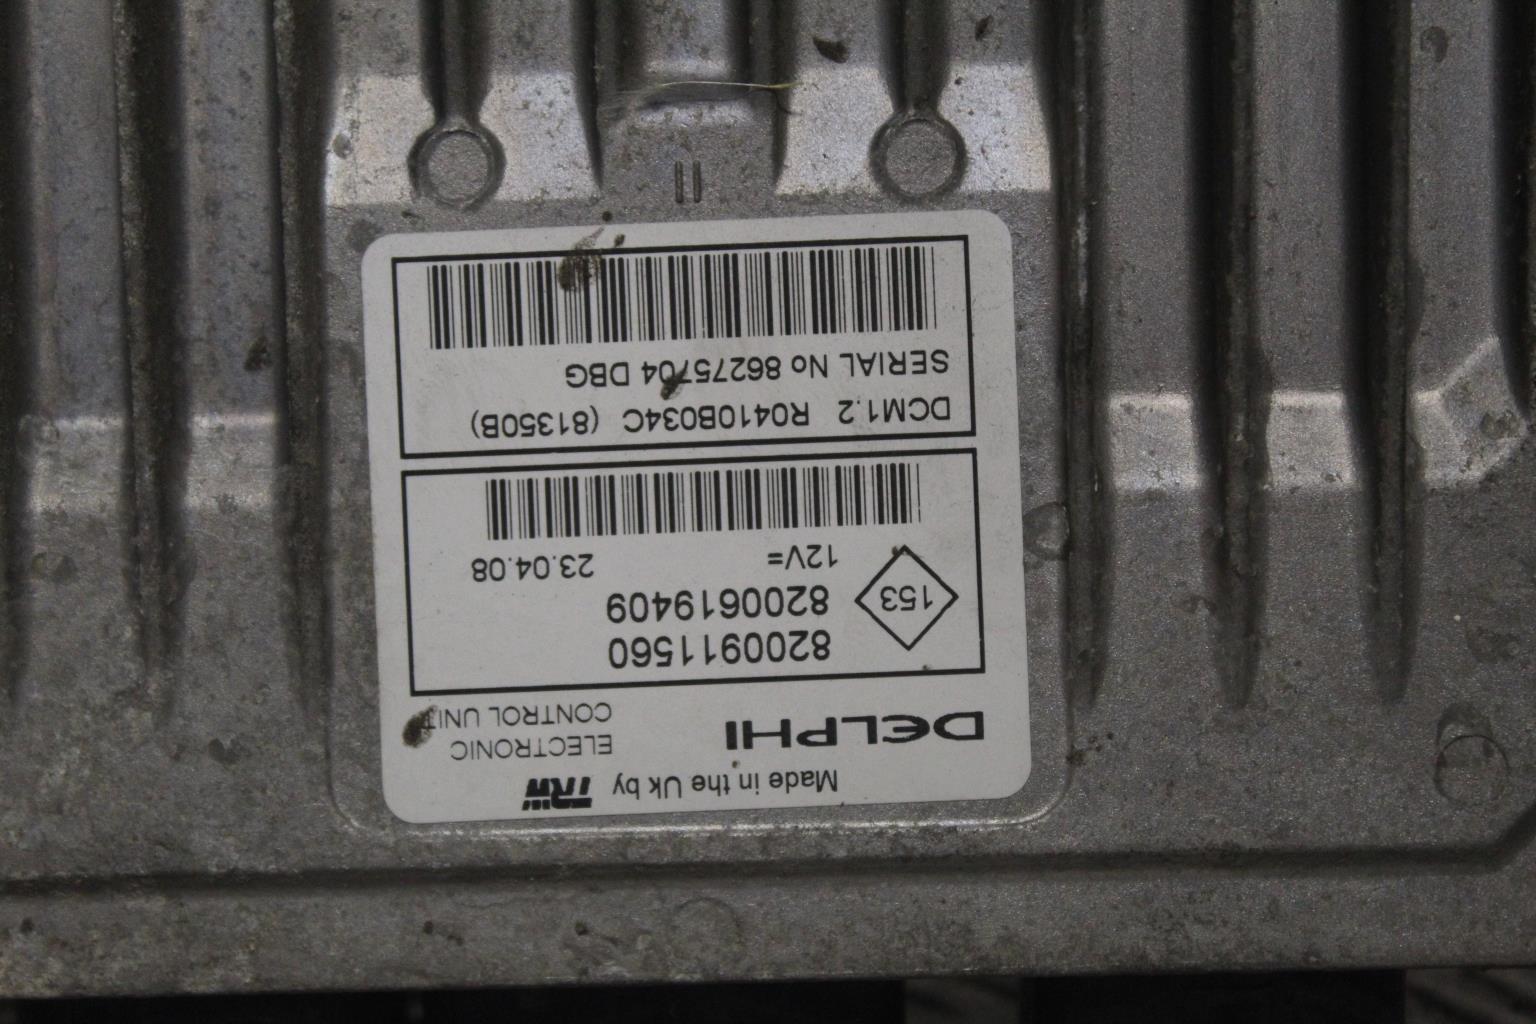 Made in the Uk by TRW
DELPHI
ELECTRONIC
CONTROL UNIT
8200911560
8200619409
153
12V= 23.04.08
DCM1.2 R0410B034C (81350B)
SERIAL No 86275704 DBG